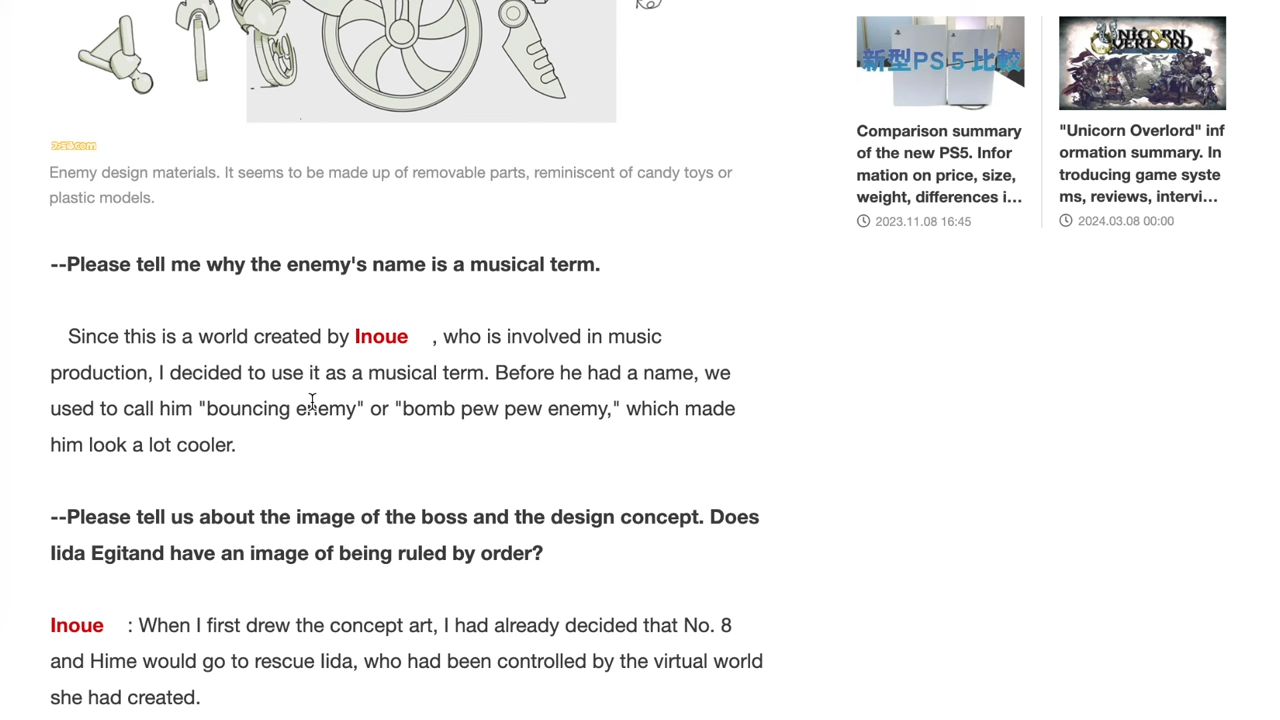 Enemy design materials. It seems to be made up of removable parts, reminiscent of candy toys or
plastic models.
--Please tell me why the enemy's name is a musical term.
Since this is a world created by Inoue , who is involved in music
production, I decided to use it as a musical term. Before he had a name, we
used to call him "bouncing enemy" or "bomb pew pew enemy," which made
him look a lot cooler.
--Please tell us about the image of the boss and the design concept. Does
Iida Egitand have an image of being ruled by order?
Inoue : When I first drew the concept art, I had already decided that No. 8
and Hime would go to rescue Iida, who had been controlled by the virtual world
she had created.
新型PS5比較
Comparison summary
of the new PS5. Infor
mation on price, size,
weight, differences i...
2023.11.08 16:45
UNICORN
OVERLORD
"Unicorn Overlord" inf
ormation summary. In
troducing game syste
ms, reviews, intervi...
2024.03.08 00:00